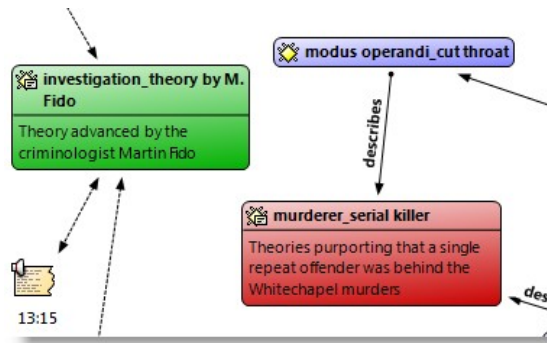 investigation_theory by M.
Fido
Theory advanced by the
criminologist Martin Fido
modus operandi_cut throat
describes
murderer_serial killer
Theories purporting that a single
repeat offender was behind the
Whitechapel murders
des
13:15